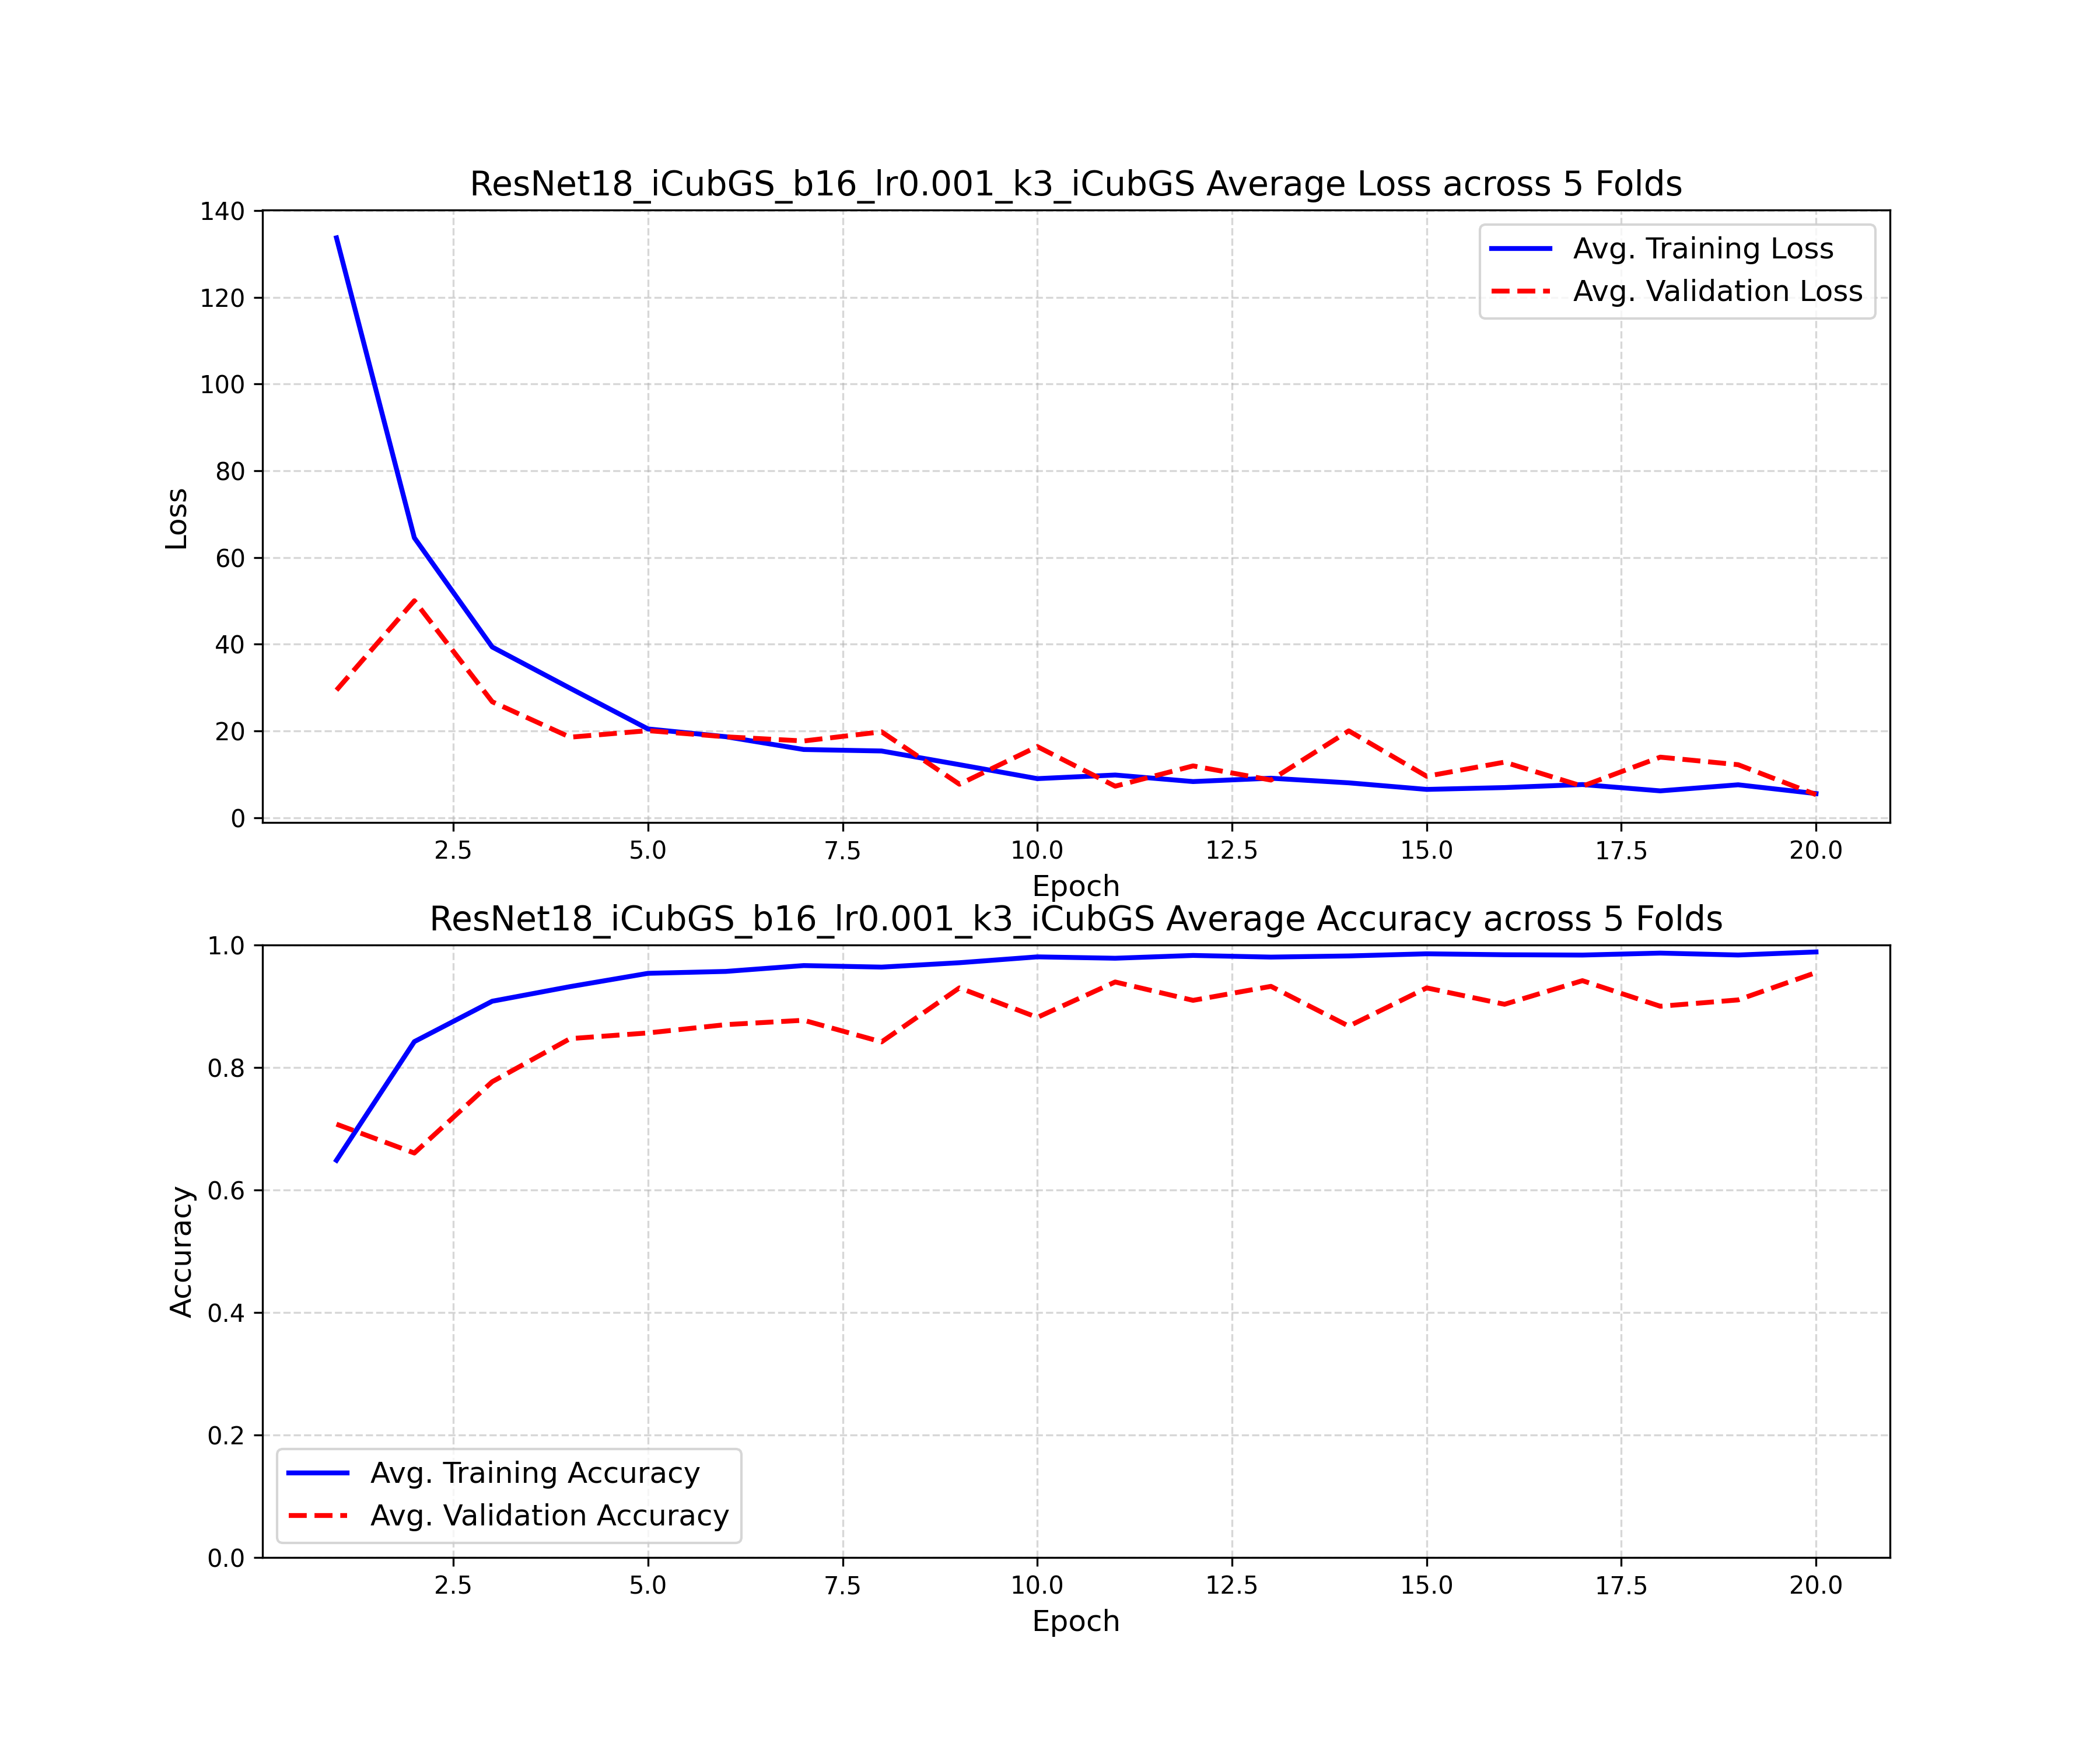 ResNet18_iCubGS_b16_lr0.001_k3_iCubGS Average Loss across 5 Folds
140
120
100
80
60
40
20
0
Loss
Avg. Training Loss
Avg. Validation Loss
2.5 5.0 7.5 10.0 12.5 15.0 17.5 20.0
Epoch
ResNet18_iCubGS_b16_lr0.001_k3_iCubGS Average Accuracy across 5 Folds
1.0
0.8
0.6
0.4
0.2
0.0
Accuracy
Avg. Training Accuracy
Avg. Validation Accuracy
2.5 5.0 7.5 10.0 12.5 15.0 17.5 20.0
Epoch